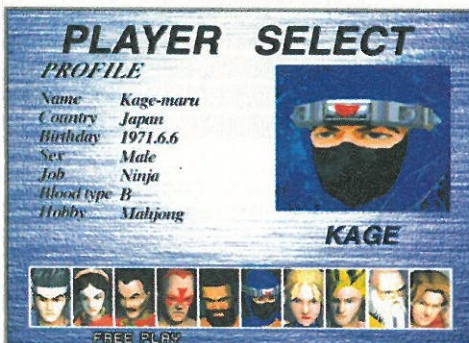 PLAYER SELECT
PROFILE
Name Kage-maru
Country Japan
Birthday 1971.6.6
Sex Male
Job Ninja
Blood type B
Hobby Mahjong
KAGE
FREE PLAY